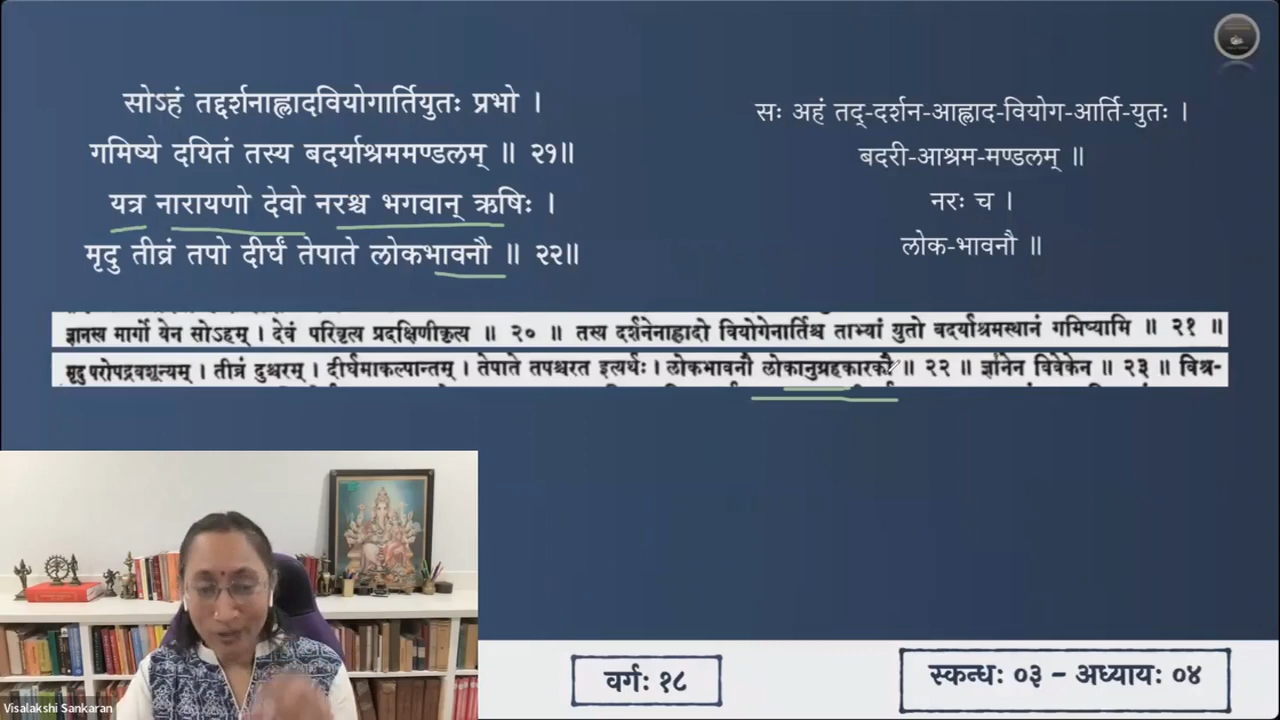 सोऽहं तद्दर्शनाह्लादवियोगार्तियुतः प्रभो ।
गमिष्ये दयितं तस्य बदर्याश्रममण्डलम् ॥ २१॥
यत्र नारायणो देवो नरश्च भगवान् ऋषिः ।
मृदु तीव्रं तपो दीर्घं तेपाते लोकभावनौ ॥ २२॥
सः अहं तद्-दर्शन-आह्लाद-वियोग-आर्ति-युतः ।
बदरी-आश्रम-मण्डलम् ॥
नरः च ।
लोक-भावनौ ॥
ज्ञानस्य मार्गो येन सोऽहम् । देवं परिवृत्य प्रदक्षिणीकृत्य ॥ २० ॥ तस्य दर्शनेनाह्लादो वियोगेनार्तिश्च ताभ्यां युतो बदर्याश्रमस्थानं गमिष्यामि ॥ २१ ॥
मृदु परोपद्रवशून्यम् । तीव्रं दुश्चरम् । दीर्घमाकल्पान्तम् । तेपाते तपश्चरत इत्यर्थः । लोकभावनौ लोकानुग्रहकारकौ ॥ २२ ॥ ज्ञानेन विवेकेन ॥ २३ ॥ विश्र-
Visalakshi Sankaran
वर्गः १८
स्कन्धः ०३ – अध्यायः ०४